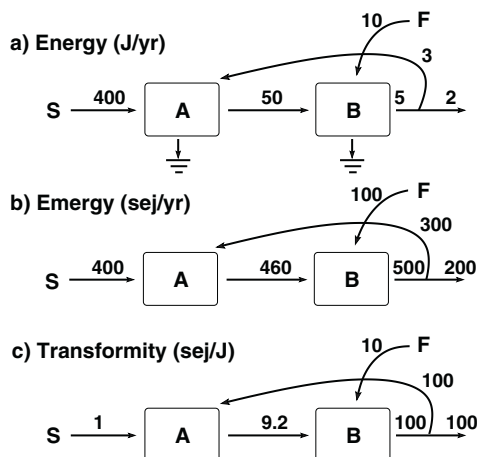 a) Energy (J/yr)
10 F
3
S 400 A 50 B 5 2
b) Emergy (sej/yr)
100 F
300
S 400 A 460 B 500 200
c) Transformity (sej/J)
10 F
100
S 1 A 9.2 B 100 100